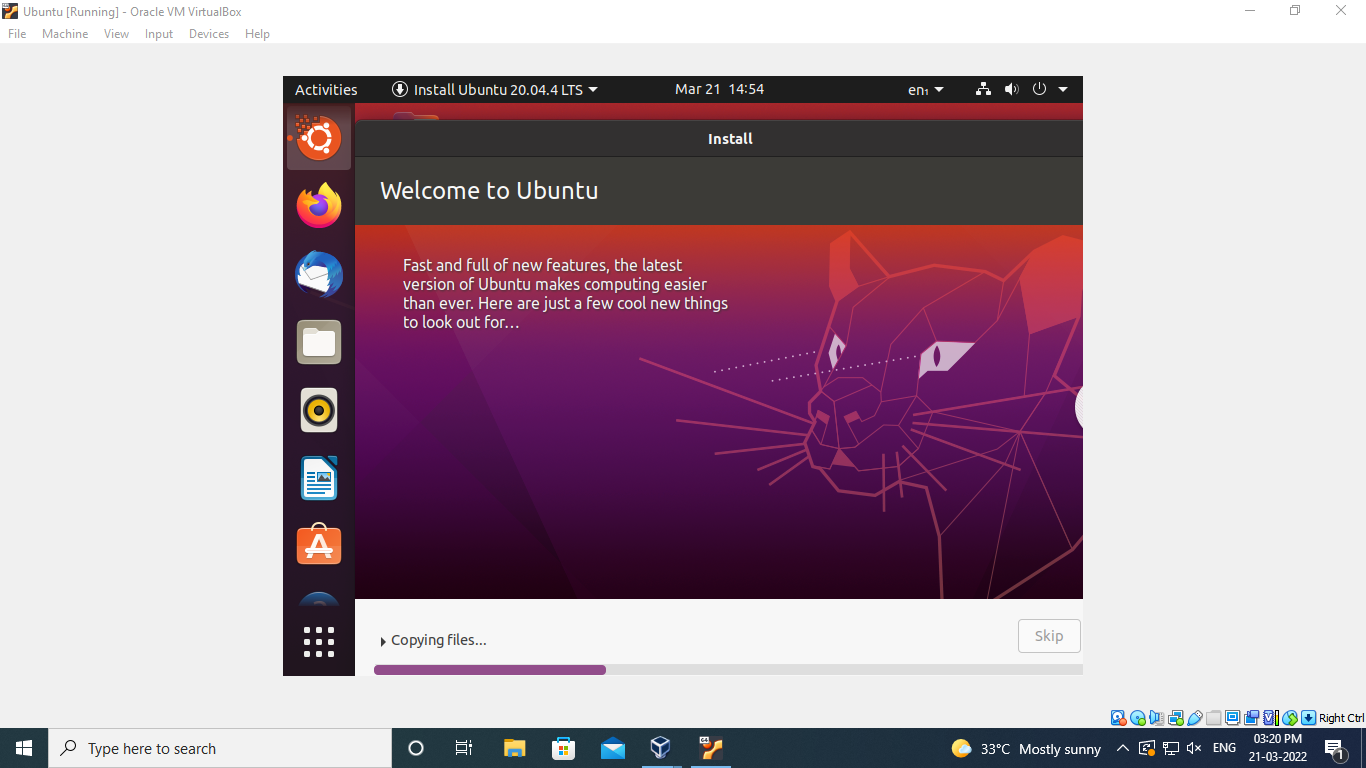 Ubuntu [Running] - Oracle VM VirtualBox
File Machine View Input Devices Help
Activities Install Ubuntu 20.04.4 LTS Mar 21 14:54 en₁
Install
Welcome to Ubuntu
Fast and full of new features, the latest
version of Ubuntu makes computing easier
than ever. Here are just a few cool new things
to look out for…
Copying files... Skip
Right Ctrl
Type here to search
33°C Mostly sunny
ENG
03:20 PM
21-03-2022
1